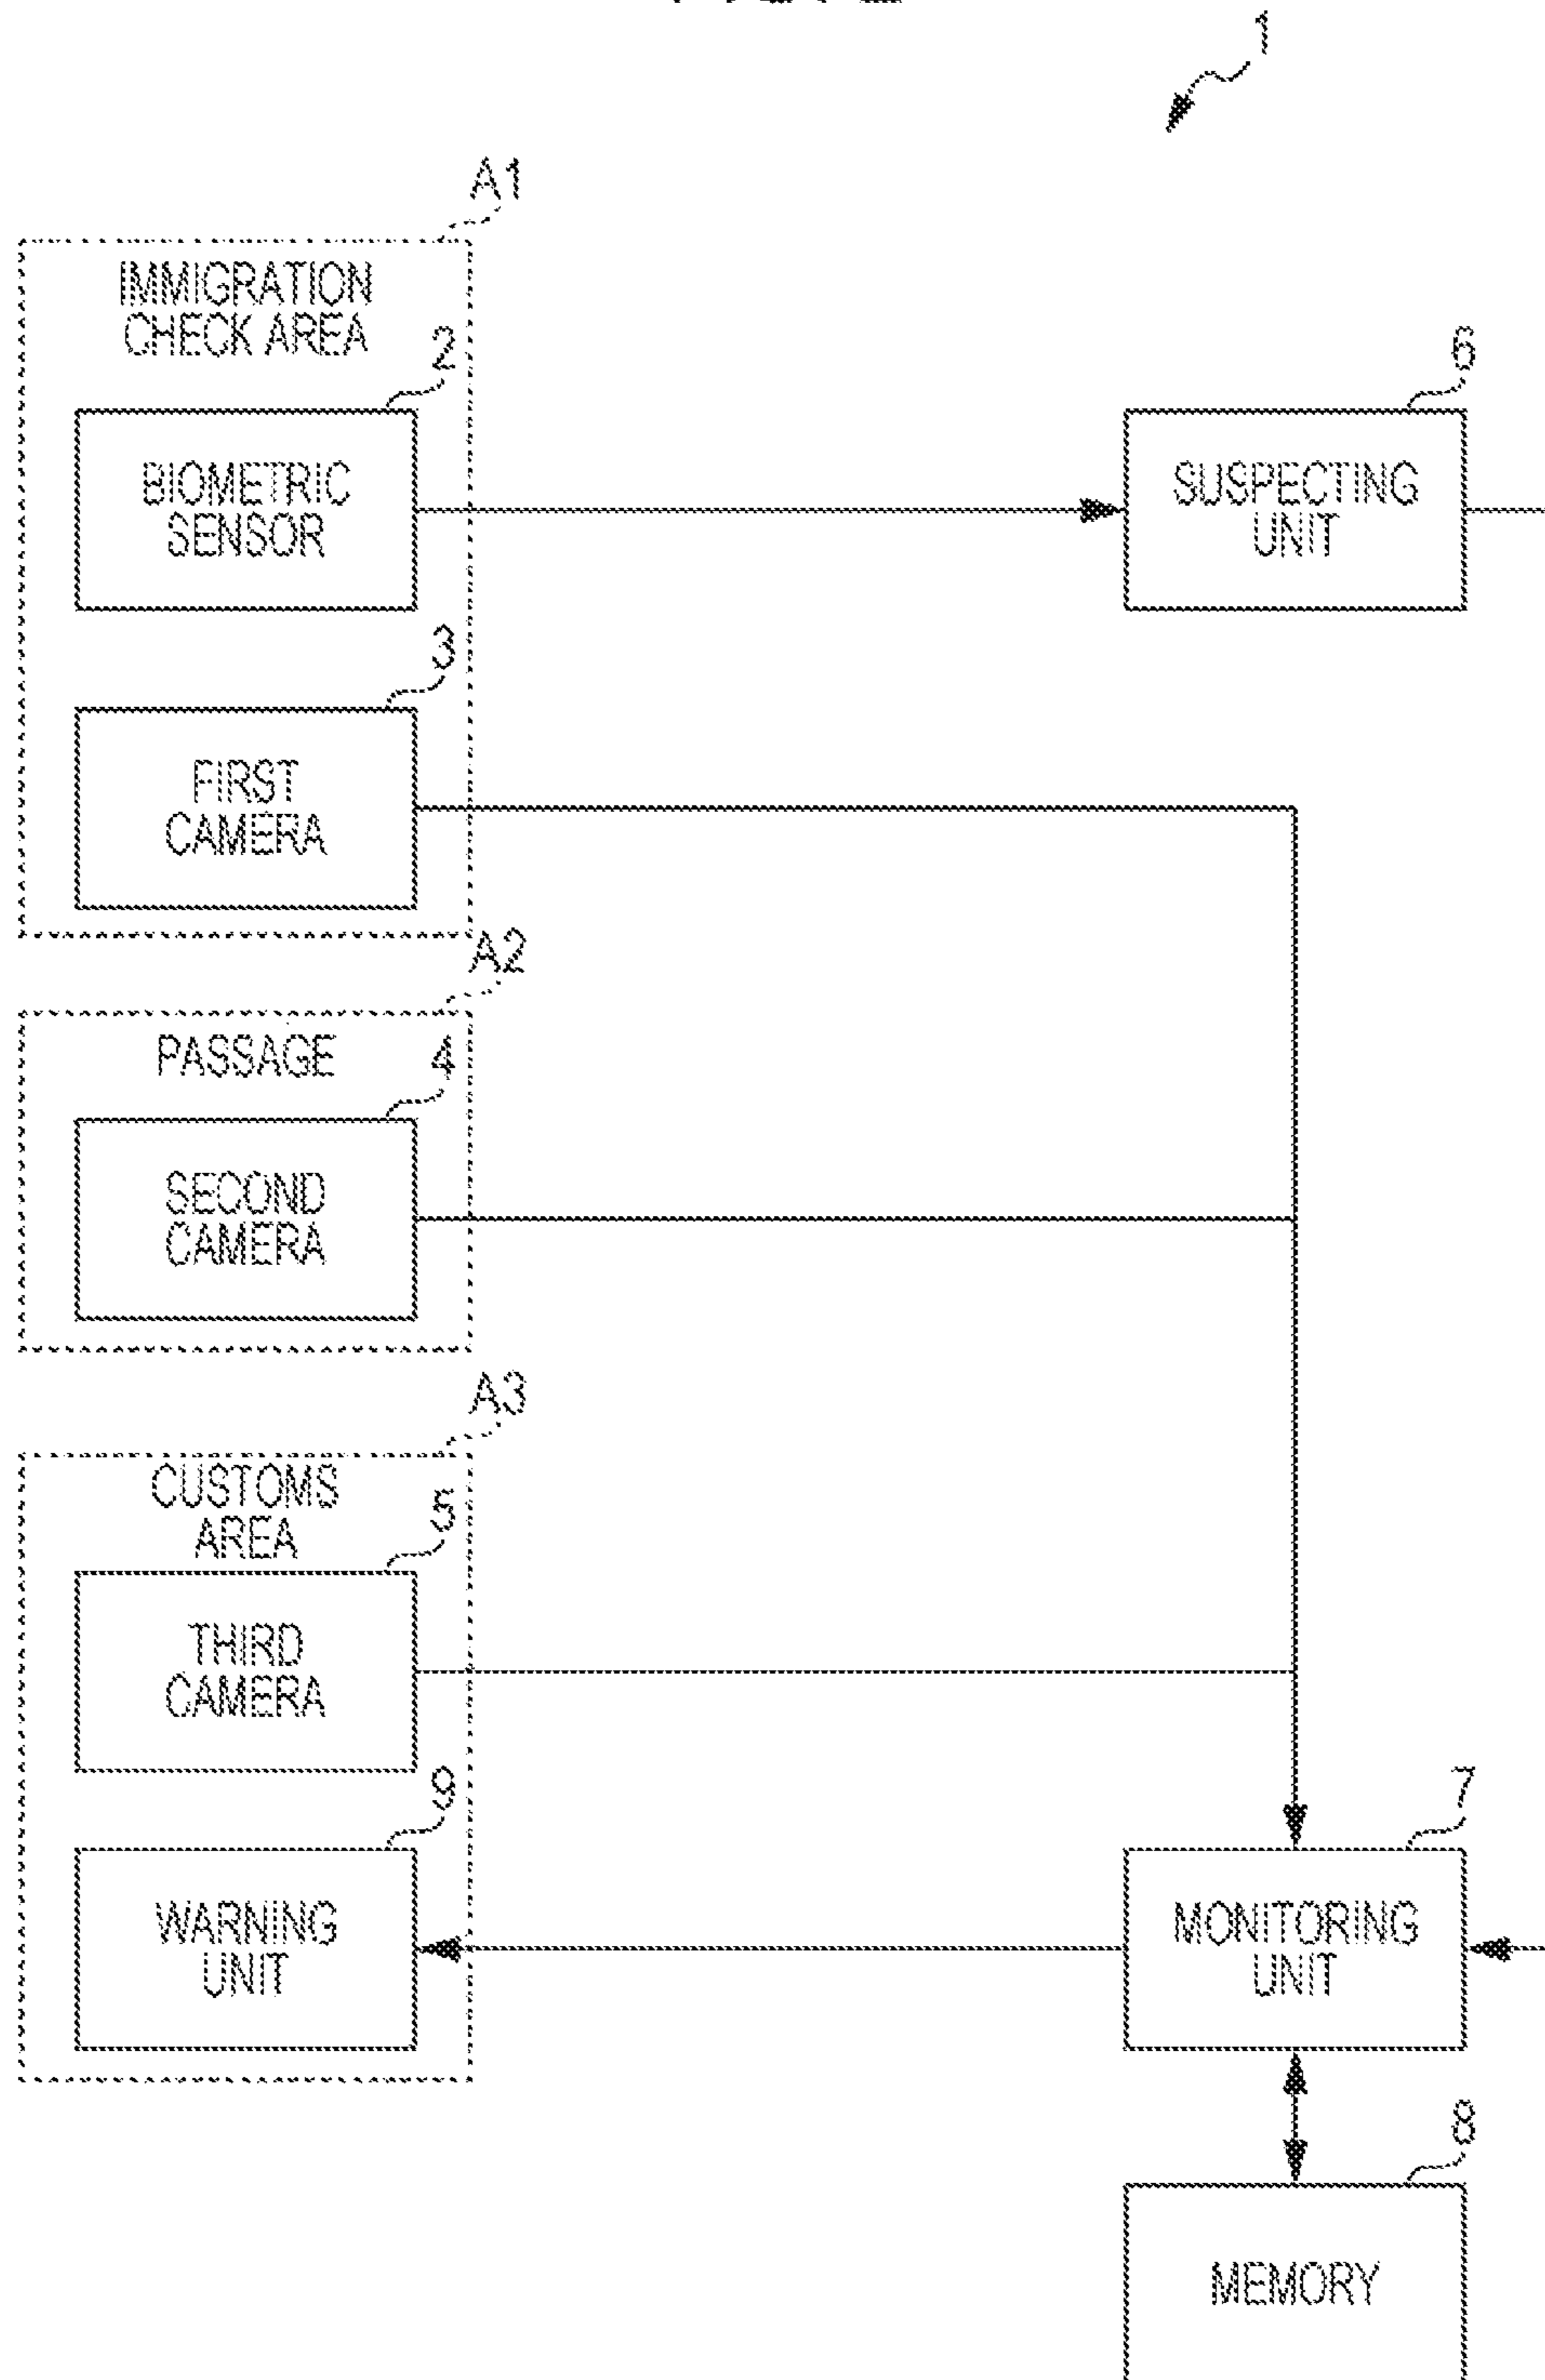 1
A1
IMMIGRATION
CHECK AREA
2
BIOMETRIC
SENSOR
6
SUSPECTING
UNIT
3
FIRST
CAMERA
A2
PASSAGE
4
SECOND
CAMERA
A3
CUSTOMS
AREA
5
THIRD
CAMERA
9
WARNING
UNIT
7
MONITORING
UNIT
8
MEMORY